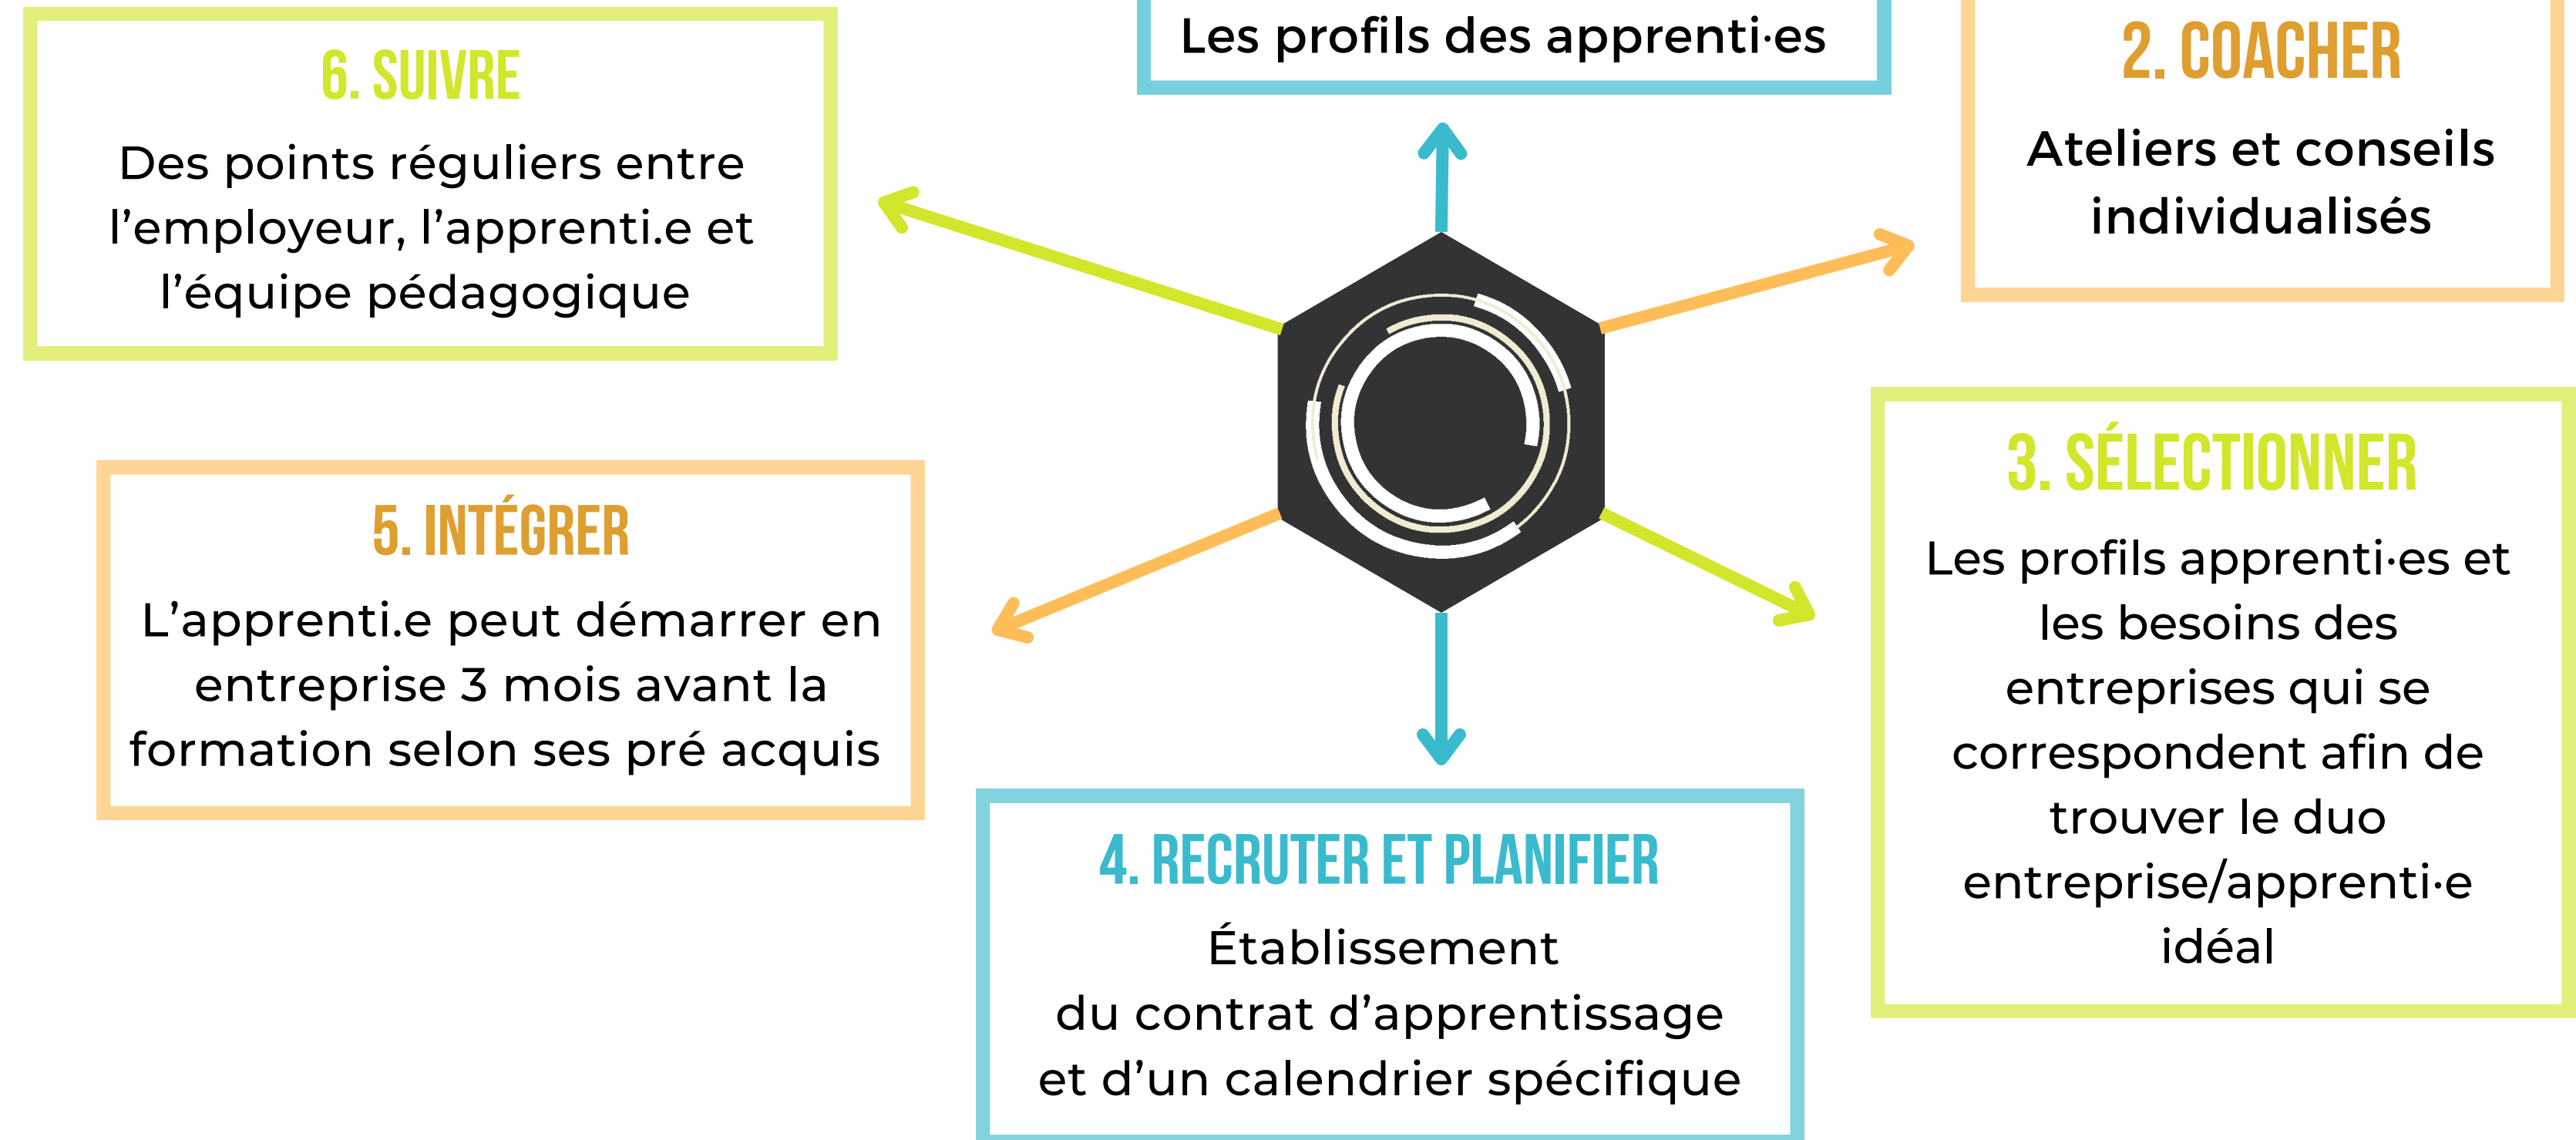 Les profils des apprenti·es
2. COACHER
Ateliers et conseils
individualisés
3. SÉLECTIONNER
Les profils apprenti·es et
les besoins des
entreprises qui se
correspondent afin de
trouver le duo
entreprise/apprenti·e
idéal
4. RECRUTER ET PLANIFIER
Établissement
du contrat d’apprentissage
et d’un calendrier spécifique
5. INTÉGRER
L’apprenti.e peut démarrer en
entreprise 3 mois avant la
formation selon ses pré acquis
6. SUIVRE
Des points réguliers entre
l’employeur, l’apprenti.e et
l’équipe pédagogique